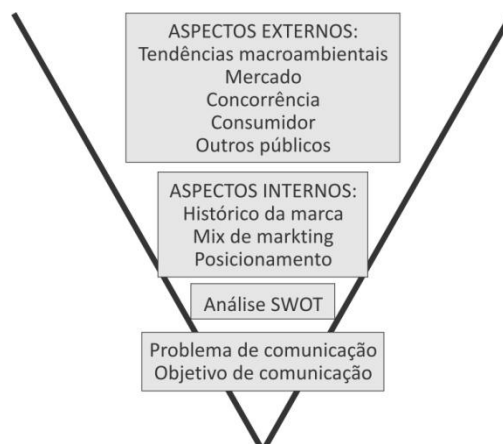 ASPECTOS EXTERNOS:
Tendências macroambientais
Mercado
Concorrência
Consumidor
Outros públicos
ASPECTOS INTERNOS:
Histórico da marca
Mix de markting
Posicionamento
Análise SWOT
Problema de comunicação
Objetivo de comunicação